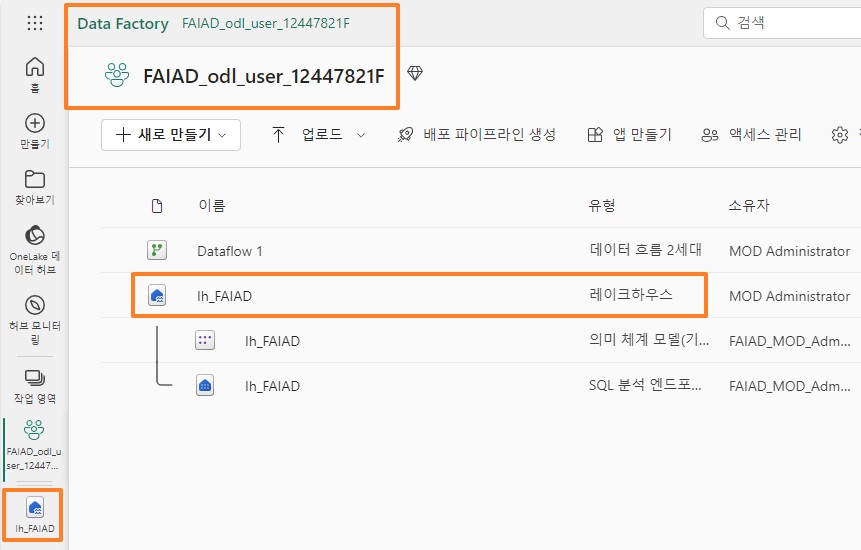 Data Factory FAIAD_odl_user_12447821F
검색
홈
만들기
찾아보기
OneLake 데
이터 허브
허브 모니터
링
작업 영역
FAIAD_odl_u
ser_12447...
lh_FAIAD
FAIAD_odl_user_12447821F
새로 만들기 업로드 배포 파이프라인 생성 앱 만들기 액세스 관리
이름 유형 소유자
Dataflow 1 데이터 흐름 2세대 MOD Administrator
lh_FAIAD 레이크하우스 MOD Administrator
lh_FAIAD 의미 체계 모델(기... FAIAD_MOD_Adm...
lh_FAIAD SQL 분석 엔드포... FAIAD_MOD_Adm...